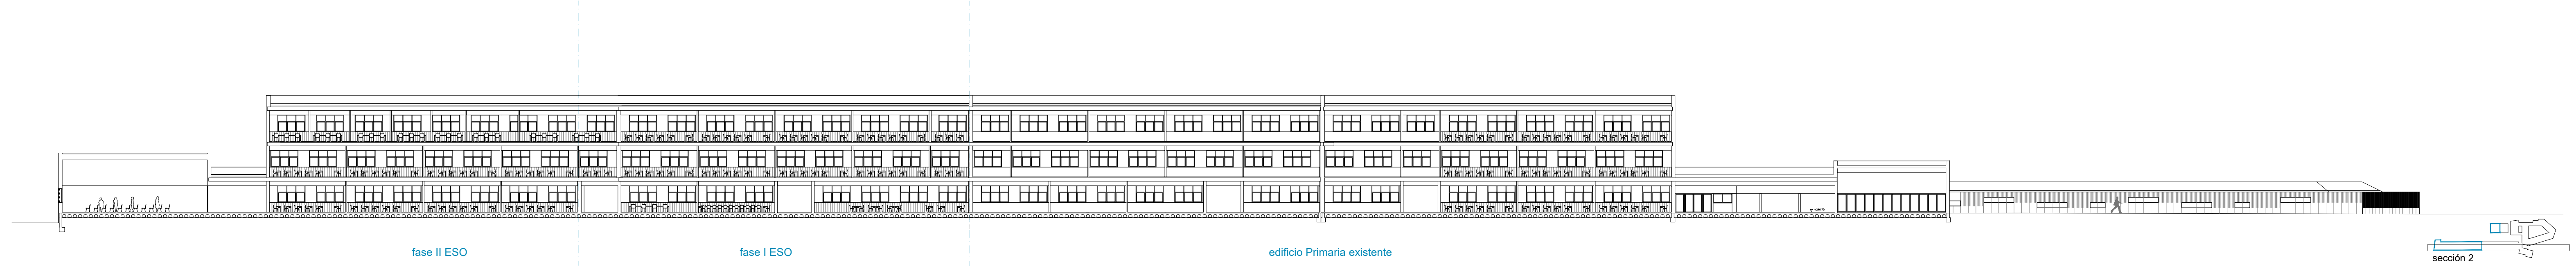 fase II ESO
fase I ESO
edificio Primaria existente
sección 2